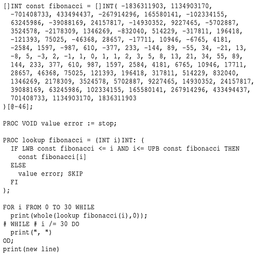 []INT const fibonacci = []INT( -1836311903, 1134903170,
-701408733, 433494437, -267914296, 165580141, -102334155,
63245986, -39088169, 24157817, -14930352, 9227465, -5702887,
3524578, -2178309, 1346269, -832040, 514229, -317811, 196418,
-121393, 75025, -46368, 28657, -17711, 10946, -6765, 4181,
-2584, 1597, -987, 610, -377, 233, -144, 89, -55, 34, -21, 13,
-8, 5, -3, 2, -1, 1, 0, 1, 1, 2, 3, 5, 8, 13, 21, 34, 55, 89,
144, 233, 377, 610, 987, 1597, 2584, 4181, 6765, 10946, 17711,
28657, 46368, 75025, 121393, 196418, 317811, 514229, 832040,
1346269, 2178309, 3524578, 5702887, 9227465, 14930352, 24157817,
39088169, 63245986, 102334155, 165580141, 267914296, 433494437,
701408733, 1134903170, 1836311903
)[@-46];
PROC VOID value error := stop;
PROC lookup fibonacci = (INT i)INT: (
IF LWB const fibonacci <= i AND i<= UPB const fibonacci THEN
const fibonacci[i]
ELSE
value error; SKIP
FI
);
FOR i FROM 0 TO 30 WHILE
print(whole(lookup fibonacci(i),0));
# WHILE # i /= 30 DO
print(", ")
OD;
print(new line)